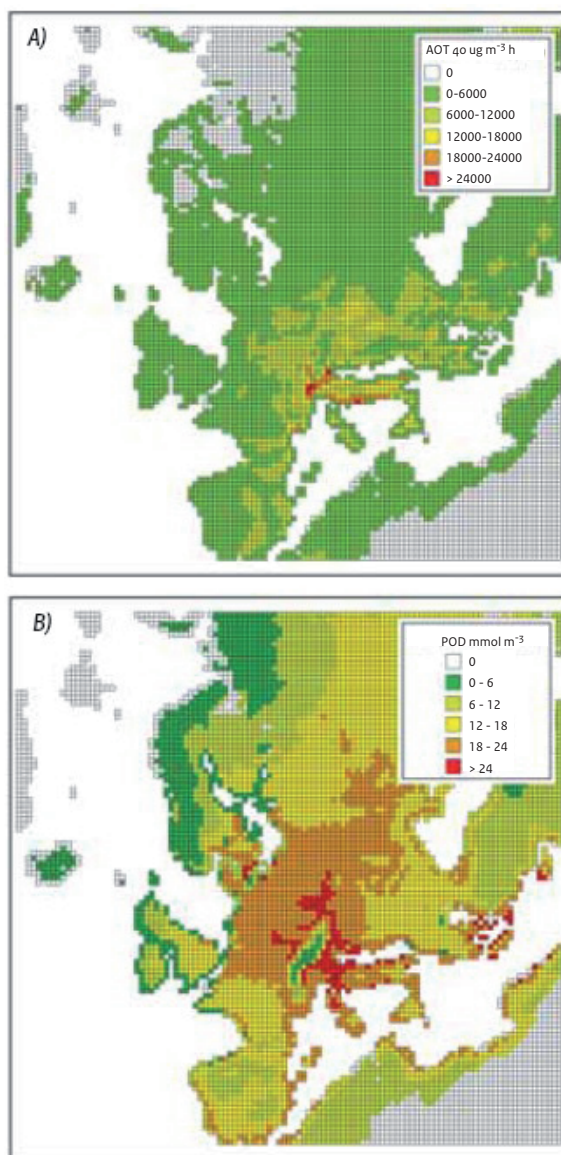 A)
AOT 40 ug m⁻³ h
0
0-6000
6000-12000
12000-18000
18000-24000
> 24000
B)
POD mmol m⁻³
0
0 - 6
6 - 12
12 - 18
18 - 24
> 24